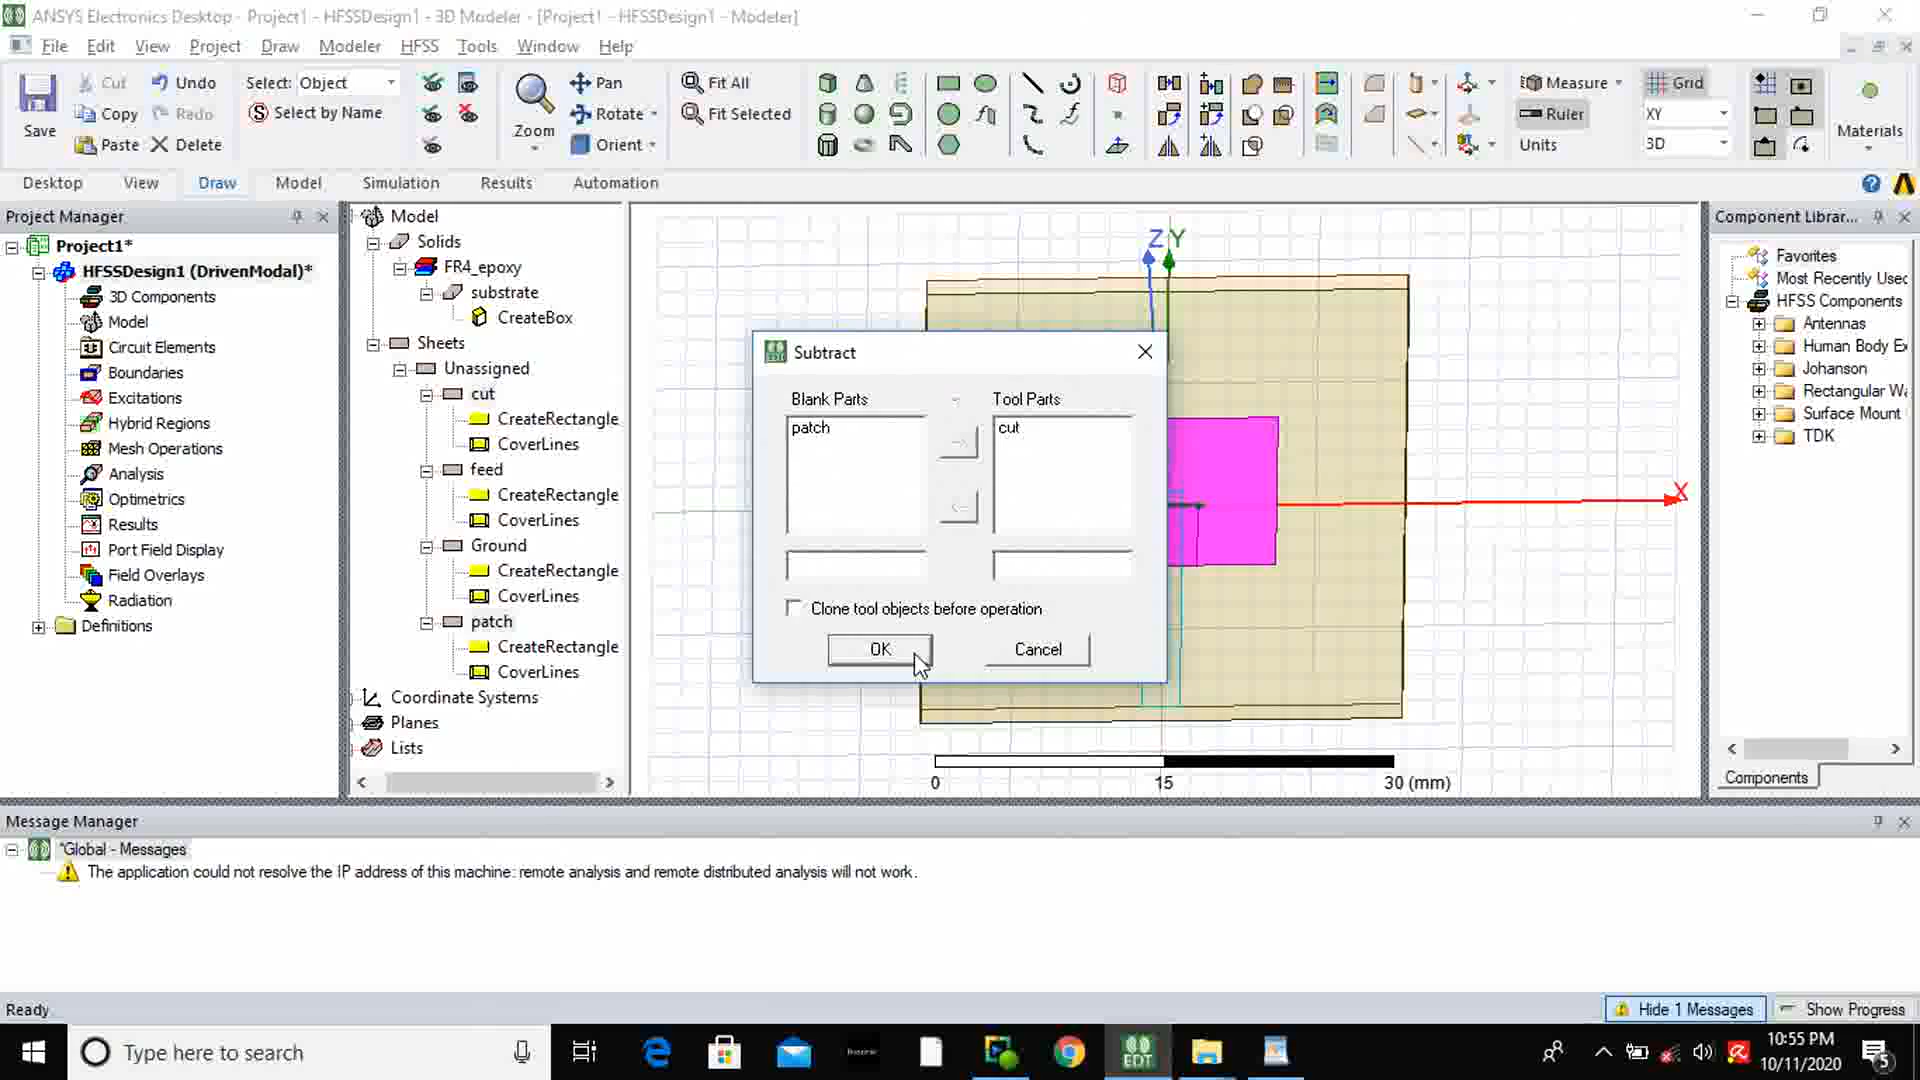 ANSYS Electronics Desktop - Project1 - HFSSDesign1 - 3D Modeler - [Project1 - HFSSDesign1 - Modeler]
File Edit View Project Draw Modeler HFSS Tools Window Help
Save
Cut
Copy
Paste
Undo
Redo
Delete
Select: Object
Select by Name
Zoom
Pan
Rotate
Orient
Fit All
Fit Selected
Measure
Ruler
Units
Grid
XY
3D
Materials
Desktop View Draw Model Simulation Results Automation
Project Manager
Project1*
HFSSDesign1 (DrivenModal)*
3D Components
Model
Circuit Elements
Boundaries
Excitations
Hybrid Regions
Mesh Operations
Analysis
Optimetrics
Results
Port Field Display
Field Overlays
Radiation
Definitions
Model
Solids
FR4_epoxy
substrate
CreateBox
Sheets
Unassigned
cut
CreateRectangle
CoverLines
feed
CreateRectangle
CoverLines
Ground
CreateRectangle
CoverLines
patch
CreateRectangle
CoverLines
Coordinate Systems
Planes
Lists
Z Y
X
0 15 30 (mm)
Subtract
Blank Parts Tool Parts
patch cut
Clone tool objects before operation
OK Cancel
Component Librar...
Favorites
Most Recently Usec
HFSS Components
Antennas
Human Body Ex
Johanson
Rectangular Wa
Surface Mount
TDK
Components
Message Manager
*Global - Messages
The application could not resolve the IP address of this machine: remote analysis and remote distributed analysis will not work.
Ready
Hide 1 Messages
Show Progress
Type here to search
EDT
10:55 PM
10/11/2020
5